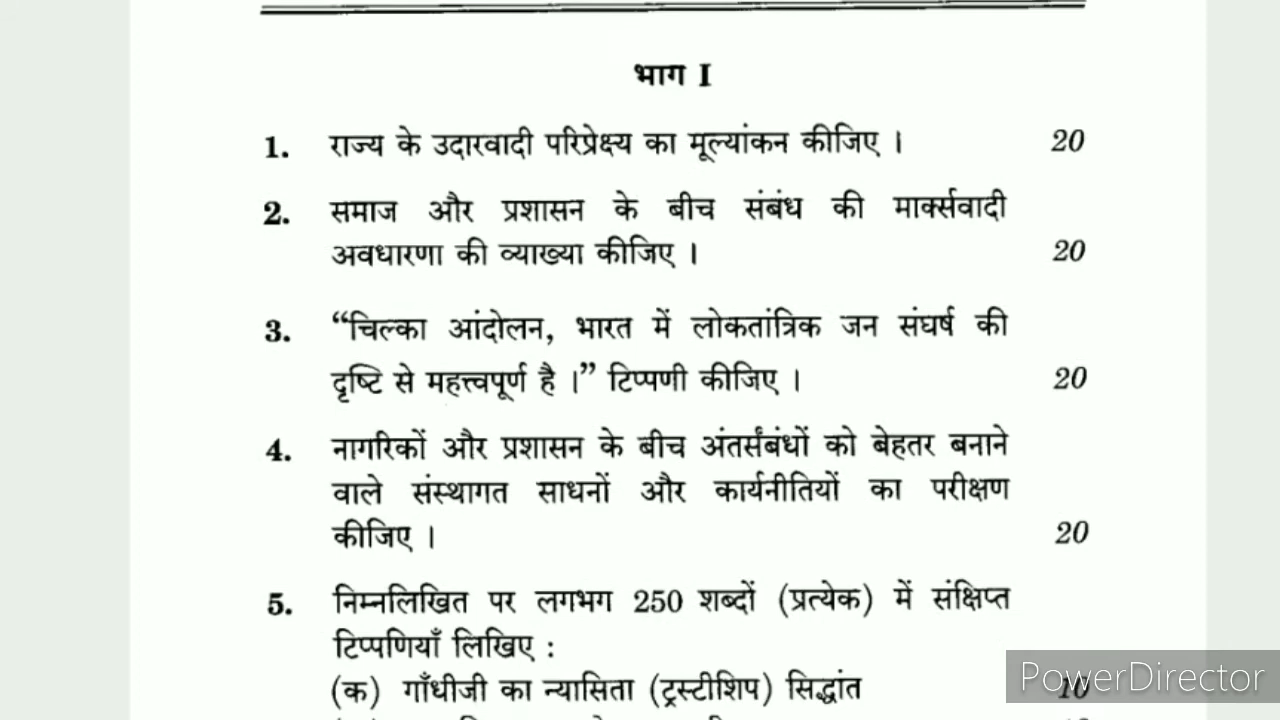 भाग I
1. राज्य के उदारवादी परिप्रेक्ष्य का मूल्यांकन कीजिए । 20
2. समाज और प्रशासन के बीच संबंध की मार्क्सवादी
अवधारणा की व्याख्या कीजिए । 20
3. “चिल्का आंदोलन, भारत में लोकतांत्रिक जन संघर्ष की
दृष्टि से महत्त्वपूर्ण है ।” टिप्पणी कीजिए । 20
4. नागरिकों और प्रशासन के बीच अंतर्संबंधों को बेहतर बनाने
वाले संस्थागत साधनों और कार्यनीतियों का परीक्षण
कीजिए । 20
5. निम्नलिखित पर लगभग 250 शब्दों (प्रत्येक) में संक्षिप्त
टिप्पणियाँ लिखिए :
(क) गाँधीजी का न्यासिता (ट्रस्टीशिप) सिद्धांत 10
PowerDirector